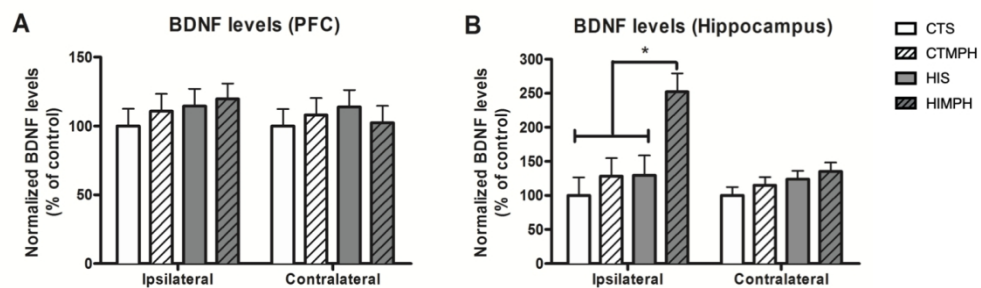 A
BDNF levels (PFC)
Normalized BDNF levels
(% of control)
150
100
50
0
Ipsilateral
Contralateral
B
BDNF levels (Hippocampus)
Normalized BDNF levels
(% of control)
300
250
200
150
100
50
0
*
Ipsilateral
Contralateral
CTS
CTMPH
HIS
HIMPH